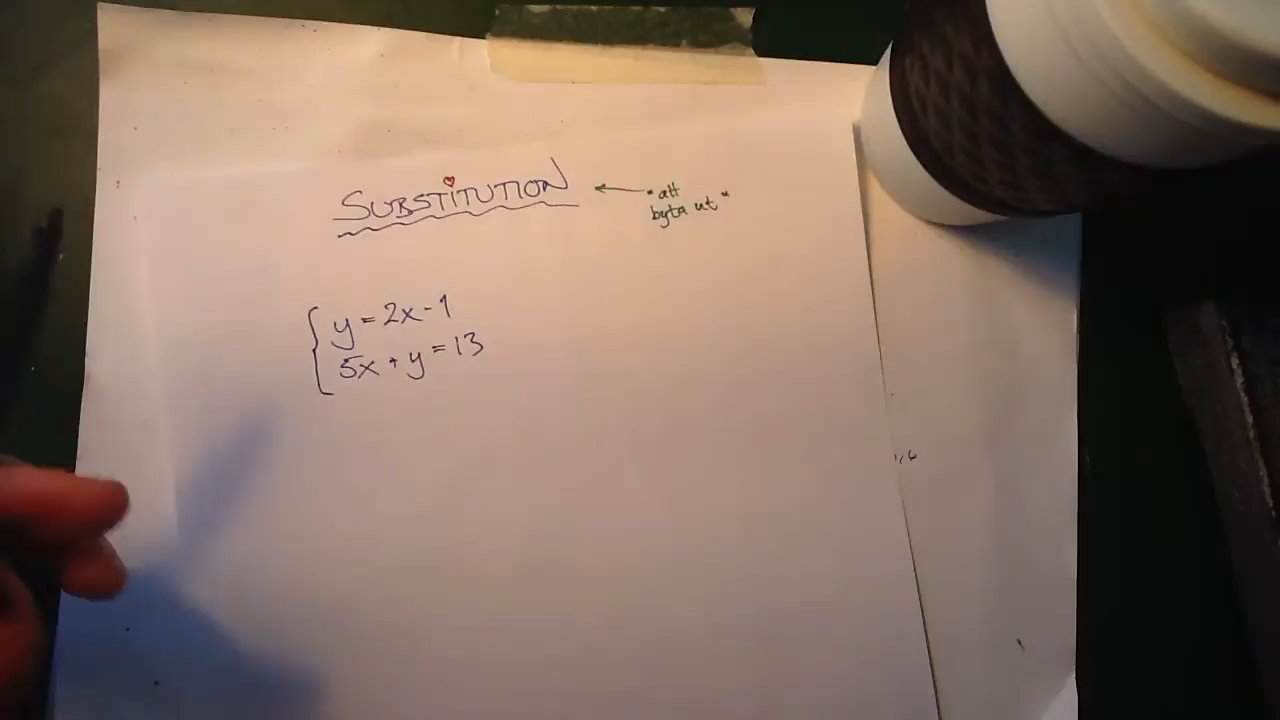 SUBSTITUTION
"att
byta ut"
y = 2x - 1
5x + y = 13